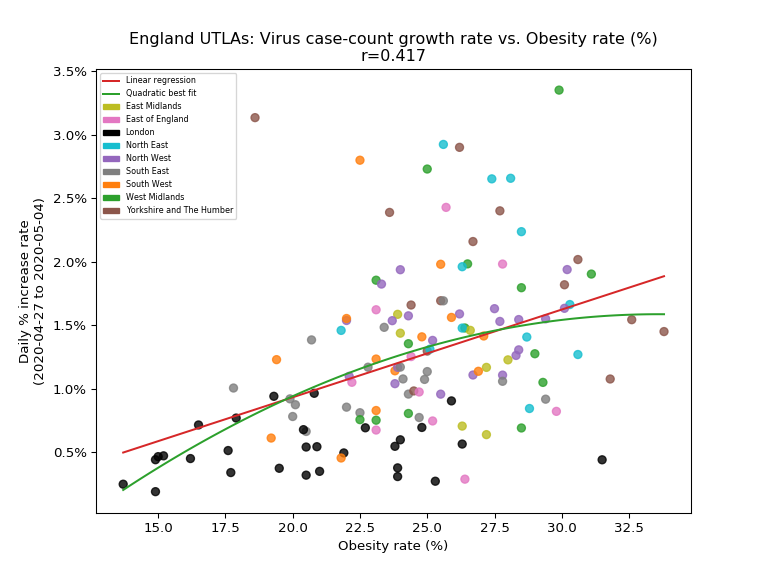 England UTLAs: Virus case-count growth rate vs. Obesity rate (%)
r=0.417
Linear regression
Quadratic best fit
East Midlands
East of England
London
North East
North West
South East
South West
West Midlands
Yorkshire and The Humber
3.5%
3.0%
2.5%
2.0%
1.5%
1.0%
0.5%
Daily % increase rate
(2020-04-27 to 2020-05-04)
15.0 17.5 20.0 22.5 25.0 27.5 30.0 32.5
Obesity rate (%)